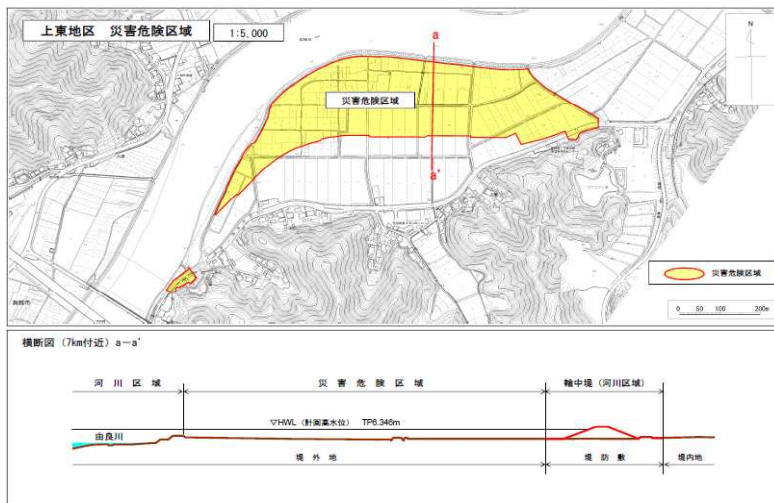 上東地区 災害危険区域
1:5,000
a
N
災害危険区域
a'
災害危険区域
0 50 100 200m
横断図(7km付近)a-a'
河川区域
災害危険区域
輪中堤(河川区域)
▽HWL(計画高水位) TP6.346m
由良川
堤外地
堤防敷
堤内地